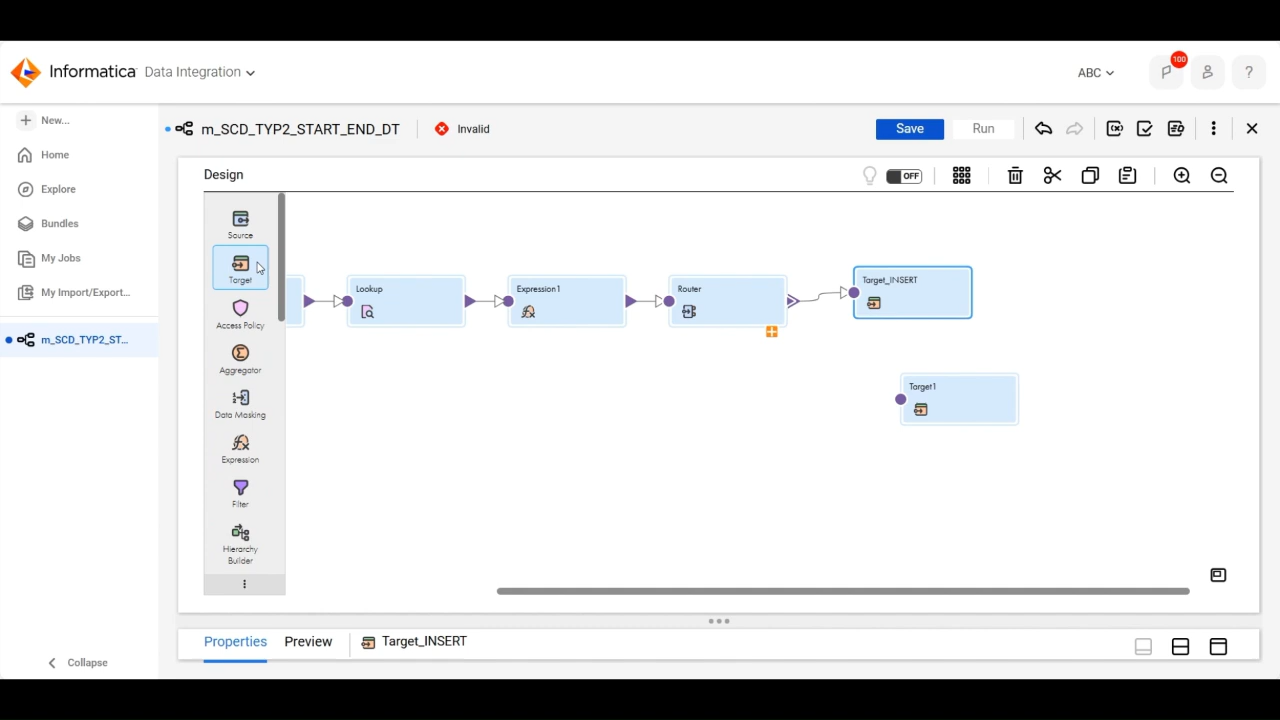 Informatica Data Integration
ABC
100
?
New...
Home
Explore
Bundles
My Jobs
My Import/Export...
m_SCD_TYP2_ST...
Collapse
m_SCD_TYP2_START_END_DT
Invalid
Save
Run
Design
OFF
Source
Target
Access Policy
Aggregator
Data Masking
Expression
Filter
Hierarchy
Builder
Lookup
Expression1
Router
Target_INSERT
Target1
Properties
Preview
Target_INSERT